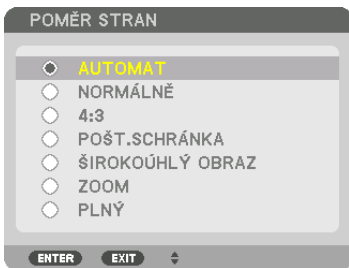 POMĚR STRAN
AUTOMAT
NORMÁLNĚ
4:3
POŠT.SCHRÁNKA
ŠIROKOÚHLÝ OBRAZ
ZOOM
PLNÝ
ENTER EXIT